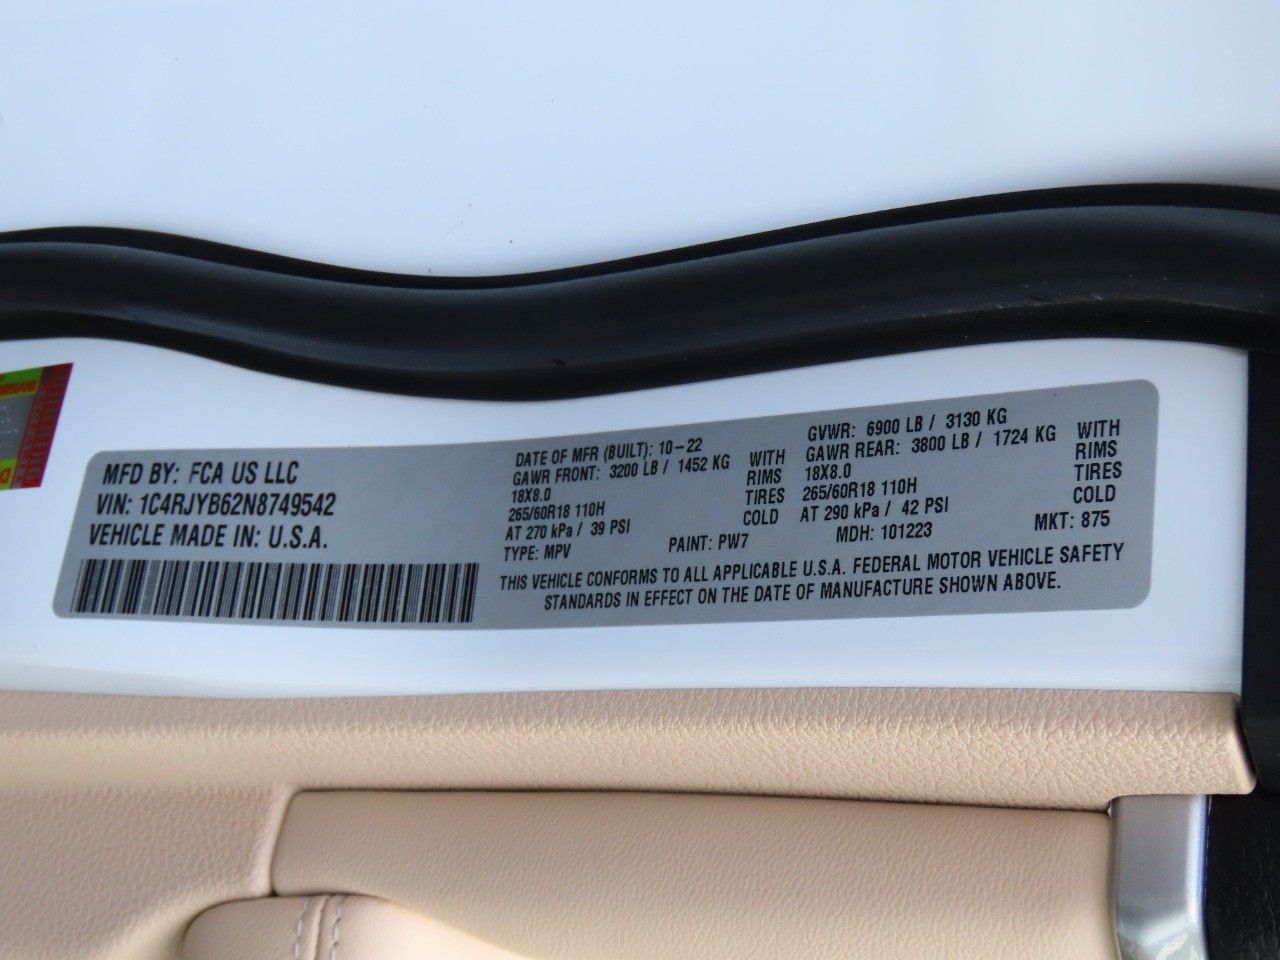 MFD BY: FCA US LLC
VIN: 1C4RJYB62N8749542
VEHICLE MADE IN: U.S.A.
DATE OF MFR (BUILT): 10-22
GAWR FRONT: 3200 LB / 1452 KG WITH
18X8.0 RIMS
265/60R18 110H TIRES
AT 270 kPa / 39 PSI COLD
GVWR: 6900 LB / 3130 KG
GAWR REAR: 3800 LB / 1724 KG WITH
18X8.0 RIMS
265/60R18 110H TIRES
AT 290 kPa / 42 PSI COLD
TYPE: MPV PAINT: PW7 MDH: 101223 MKT: 875
THIS VEHICLE CONFORMS TO ALL APPLICABLE U.S.A. FEDERAL MOTOR VEHICLE SAFETY
STANDARDS IN EFFECT ON THE DATE OF MANUFACTURE SHOWN ABOVE.